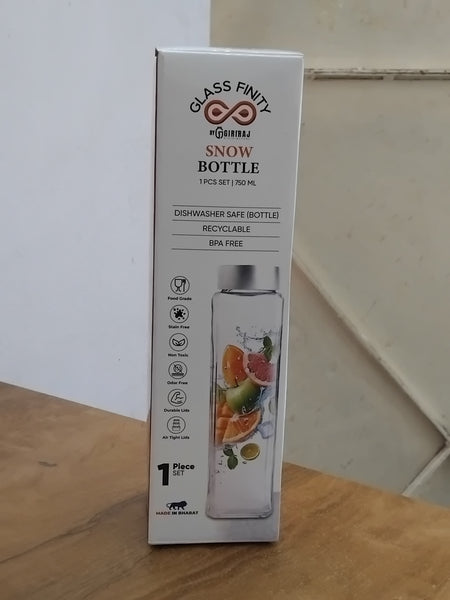 GLASS FINITY
BY GIRIRAJ
SNOW
BOTTLE
1 PCS SET | 750 ML
DISHWASHER SAFE (BOTTLE)
RECYCLABLE
BPA FREE
Food Grade
Stain Free
Non Toxic
Odor Free
Durable Lids
Air Tight Lids
1 Piece
SET
MADE IN BHARAT